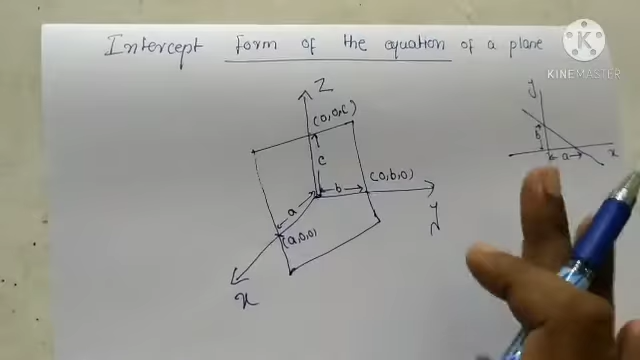 Intercept form of the equation of a plane
KINEMASTER
Z
(0,0,c)
c
b
(0,b,0)
a
(a,0,0)
y
x
y
b
a
x